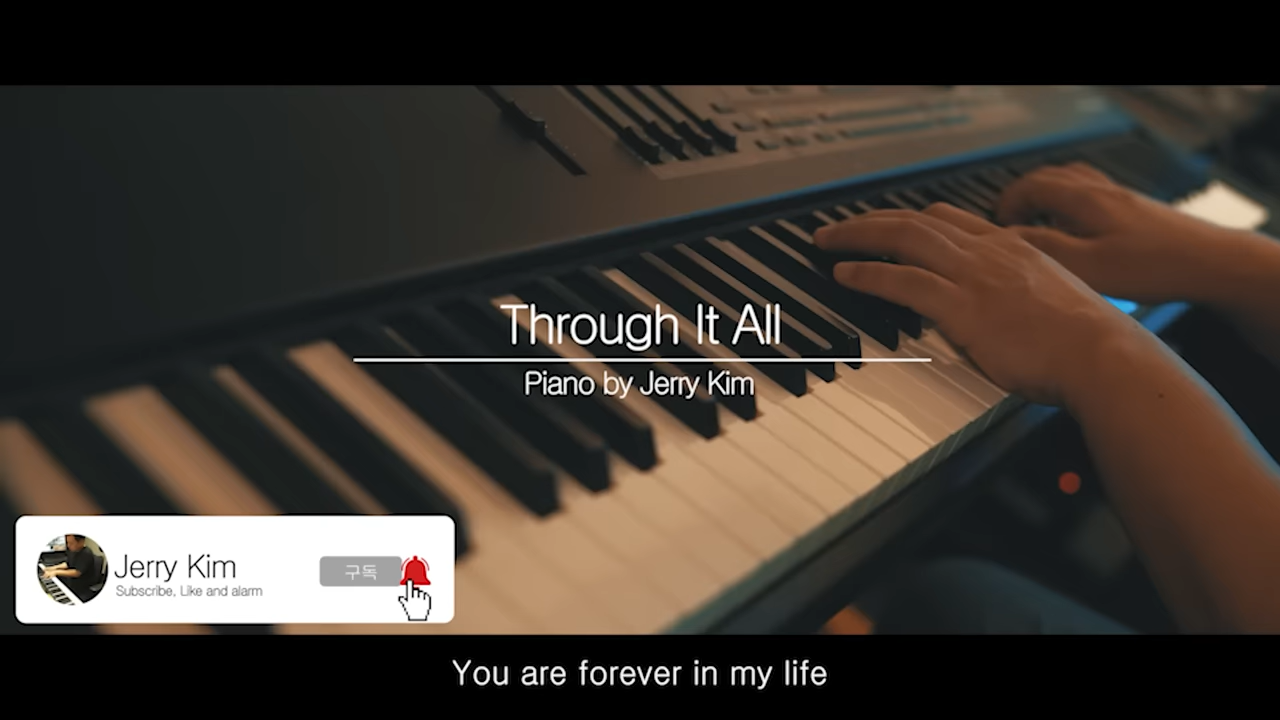 Through It All
Piano by Jerry Kim
Jerry Kim
Subscribe, Like and alarm
구독
You are forever in my life